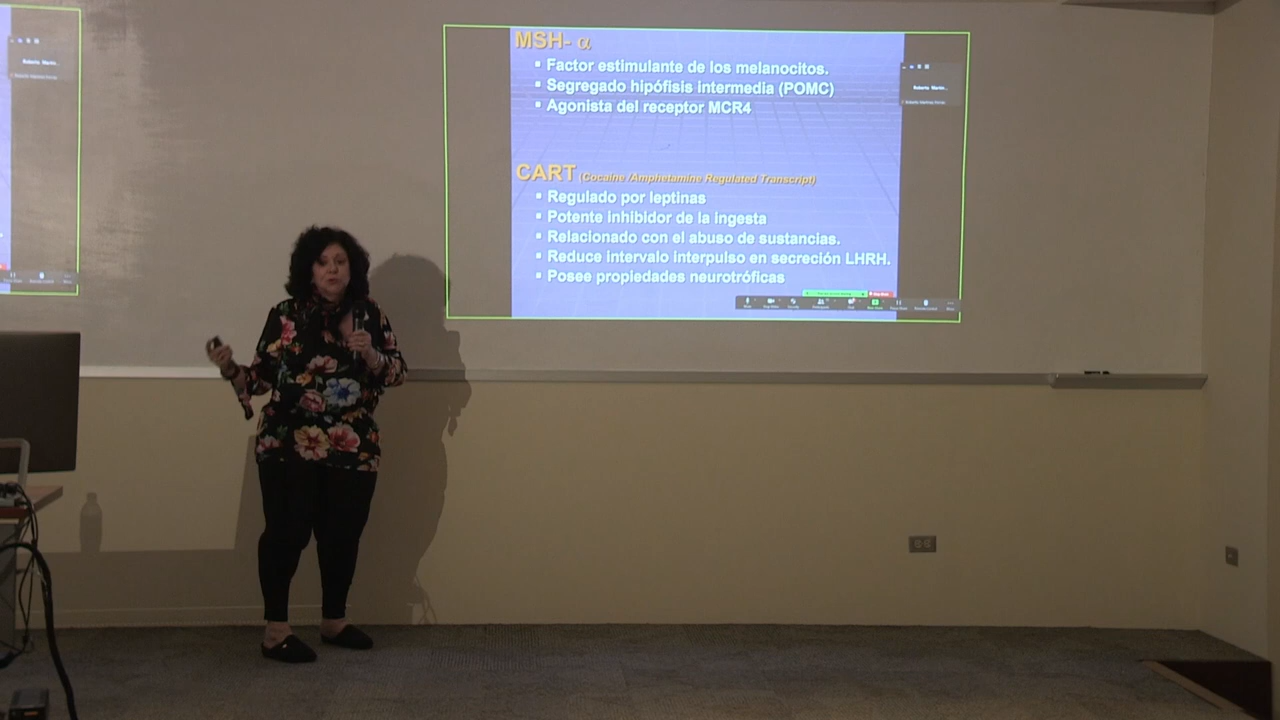 MSH- α
▪ Factor estimulante de los melanocitos.
▪ Segregado hipófisis intermedia (POMC)
▪ Agonista del receptor MCR4
CART (Cocaine /Amphetamine Regulated Transcript)
▪ Regulado por leptinas
▪ Potente inhibidor de la ingesta
▪ Relacionado con el abuso de sustancias.
▪ Reduce intervalo interpulso en secreción LHRH.
▪ Posee propiedades neurotróficas